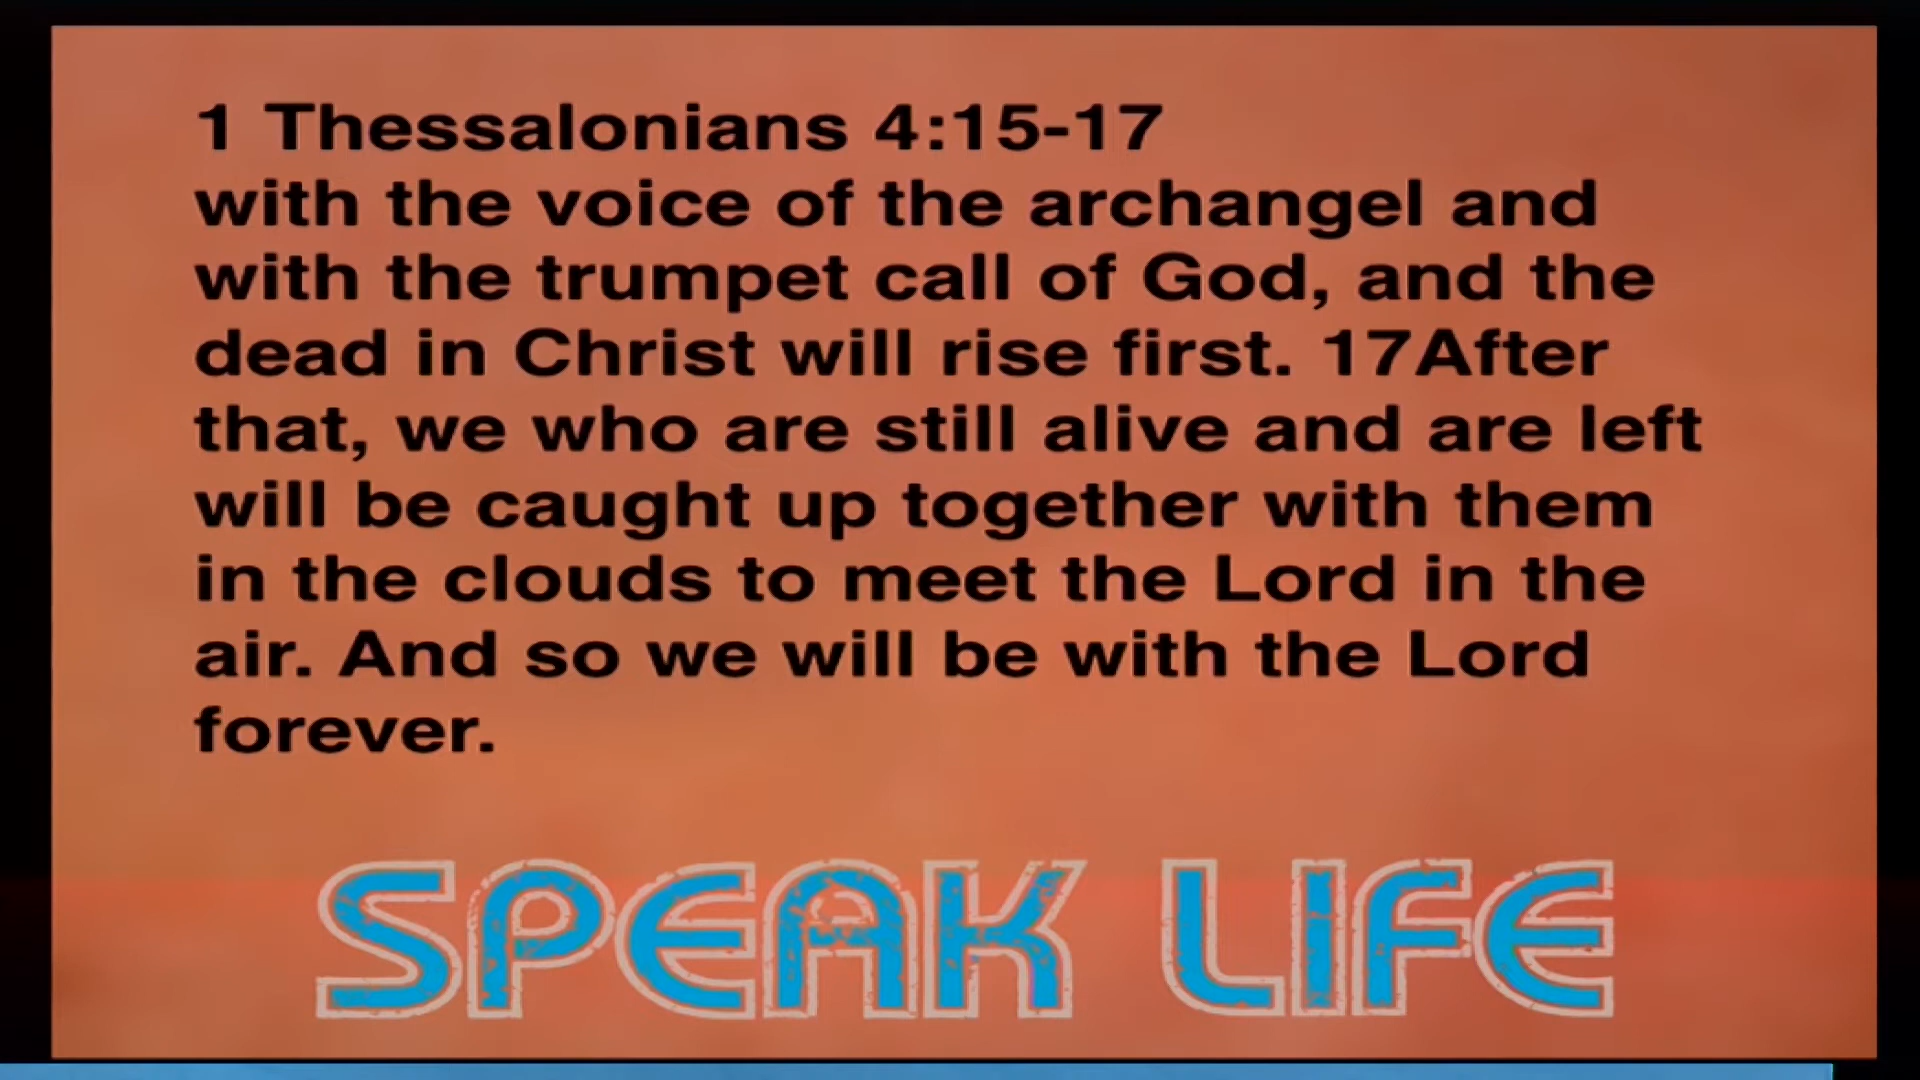 1 Thessalonians 4:15-17
with the voice of the archangel and
with the trumpet call of God, and the
dead in Christ will rise first. 17After
that, we who are still alive and are left
will be caught up together with them
in the clouds to meet the Lord in the
air. And so we will be with the Lord
forever.
SPEAK LIFE